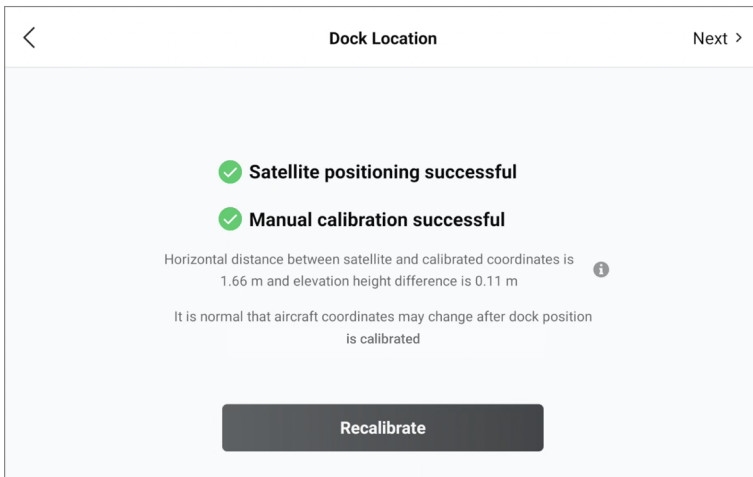 Dock Location
Next >
Satellite positioning successful
Manual calibration successful
Horizontal distance between satellite and calibrated coordinates is
1.66 m and elevation height difference is 0.11 m
It is normal that aircraft coordinates may change after dock position
is calibrated
Recalibrate